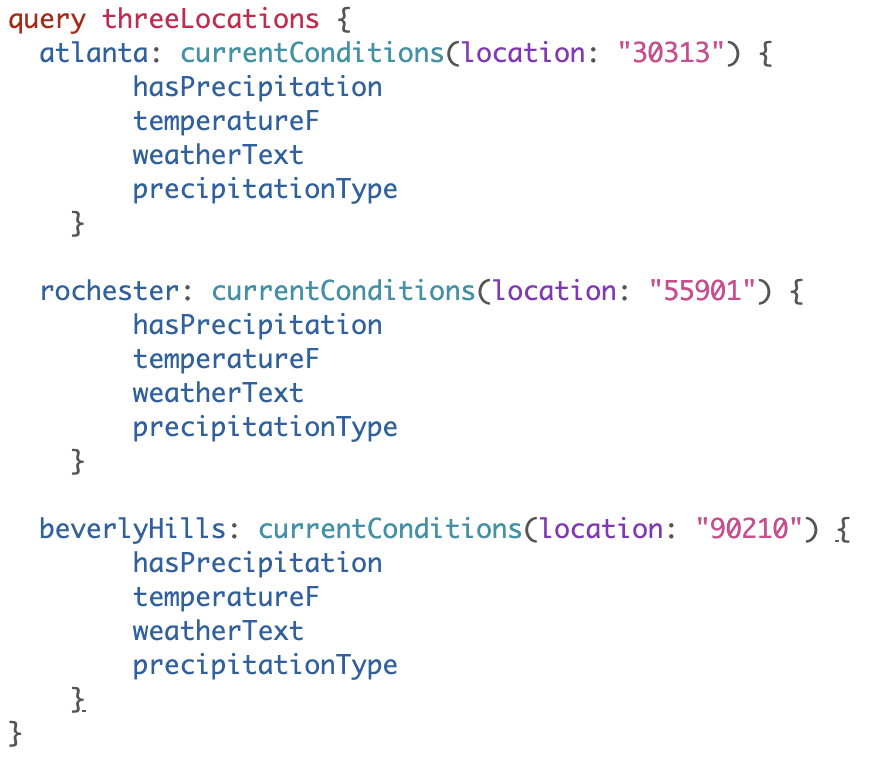 query threeLocations {
  atlanta: currentConditions(location: "30313") {
        hasPrecipitation
        temperatureF
        weatherText
        precipitationType
    }

  rochester: currentConditions(location: "55901") {
        hasPrecipitation
        temperatureF
        weatherText
        precipitationType
    }

  beverlyHills: currentConditions(location: "90210") {
        hasPrecipitation
        temperatureF
        weatherText
        precipitationType
    }
}